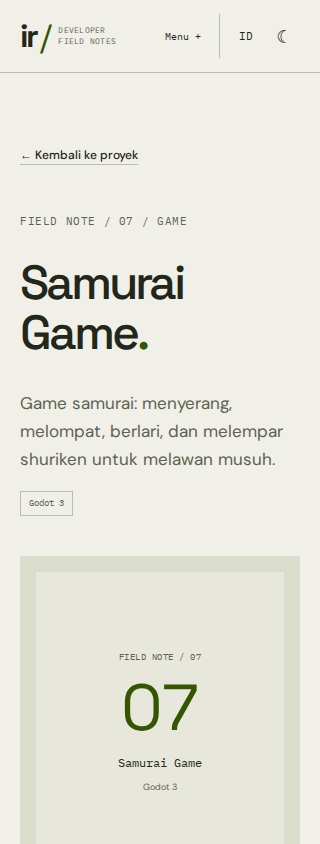 ir/ DEVELOPER
FIELD NOTES
Menu +
ID
← Kembali ke proyek
FIELD NOTE / 07 / GAME
Samurai
Game.
Game samurai: menyerang,
melompat, berlari, dan melempar
shuriken untuk melawan musuh.
Godot 3
FIELD NOTE / 07
07
Samurai Game
Godot 3